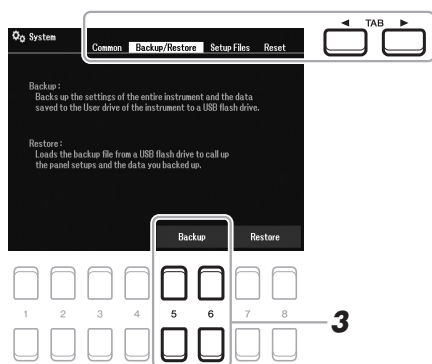 System
Common Backup/Restore Setup Files Reset
TAB
Backup :
Backs up the settings of the entire instrument and the data
saved to the User drive of the instrument to a USB flash drive.
Restore :
Loads the backup file from a USB flash drive to call up
the panel setups and the data you backed up.
Backup Restore
1 2 3 4 5 6 7 8
3